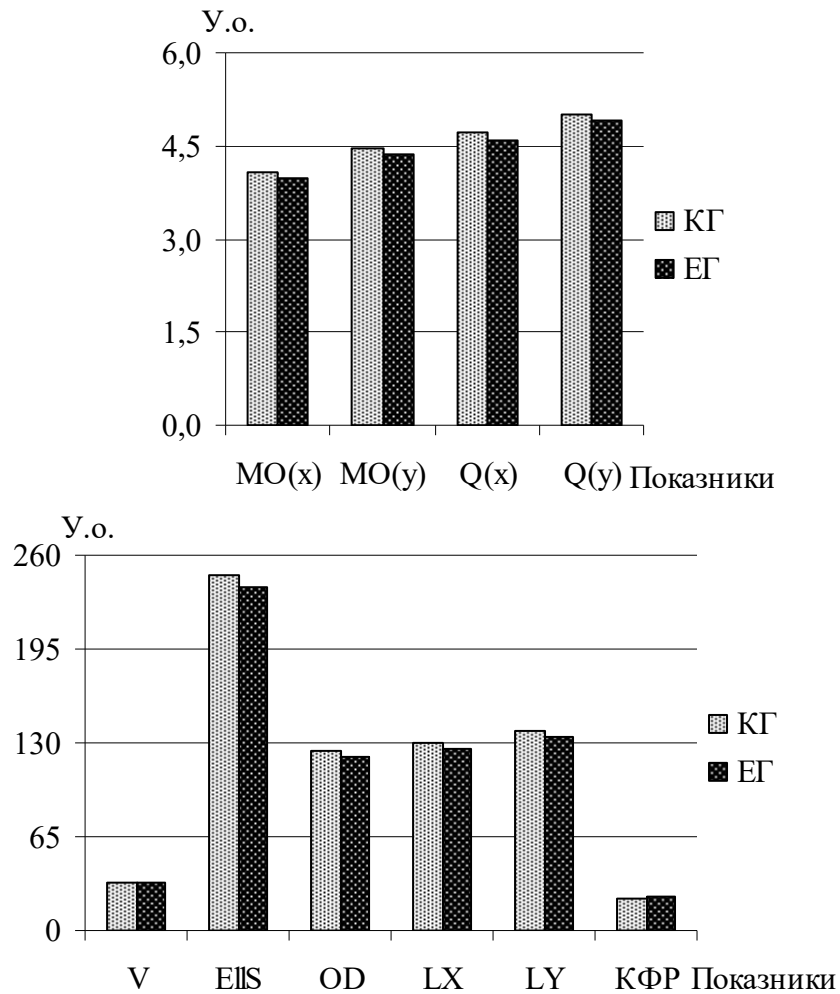 У.о.
6,0
4,5
3,0
1,5
0,0
КГ
ЕГ
МО(х) МО(у) Q(х) Q(у) Показники
У.о.
260
195
130
65
0
КГ
ЕГ
V EllS OD LX LY КФР Показники